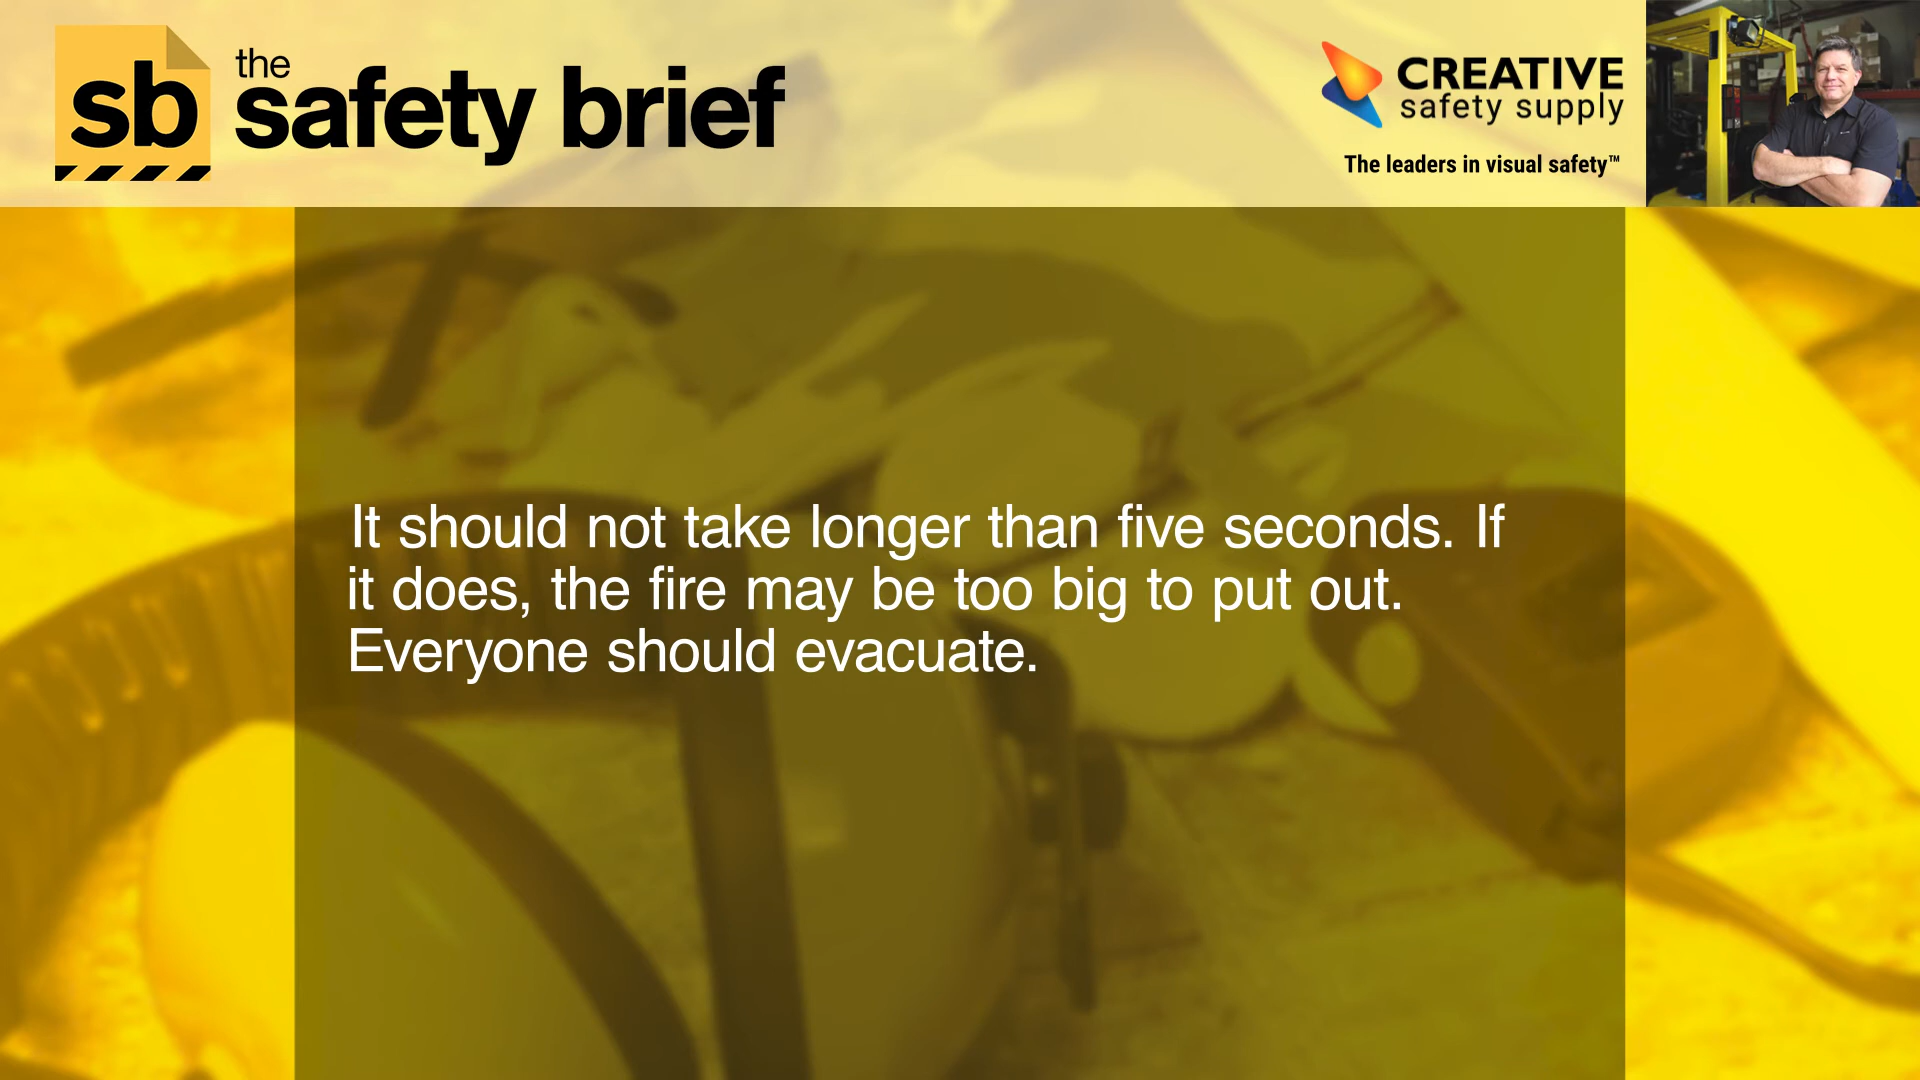 sb
the
safety brief
CREATIVE
safety supply
The leaders in visual safety™
It should not take longer than five seconds. If
it does, the fire may be too big to put out.
Everyone should evacuate.